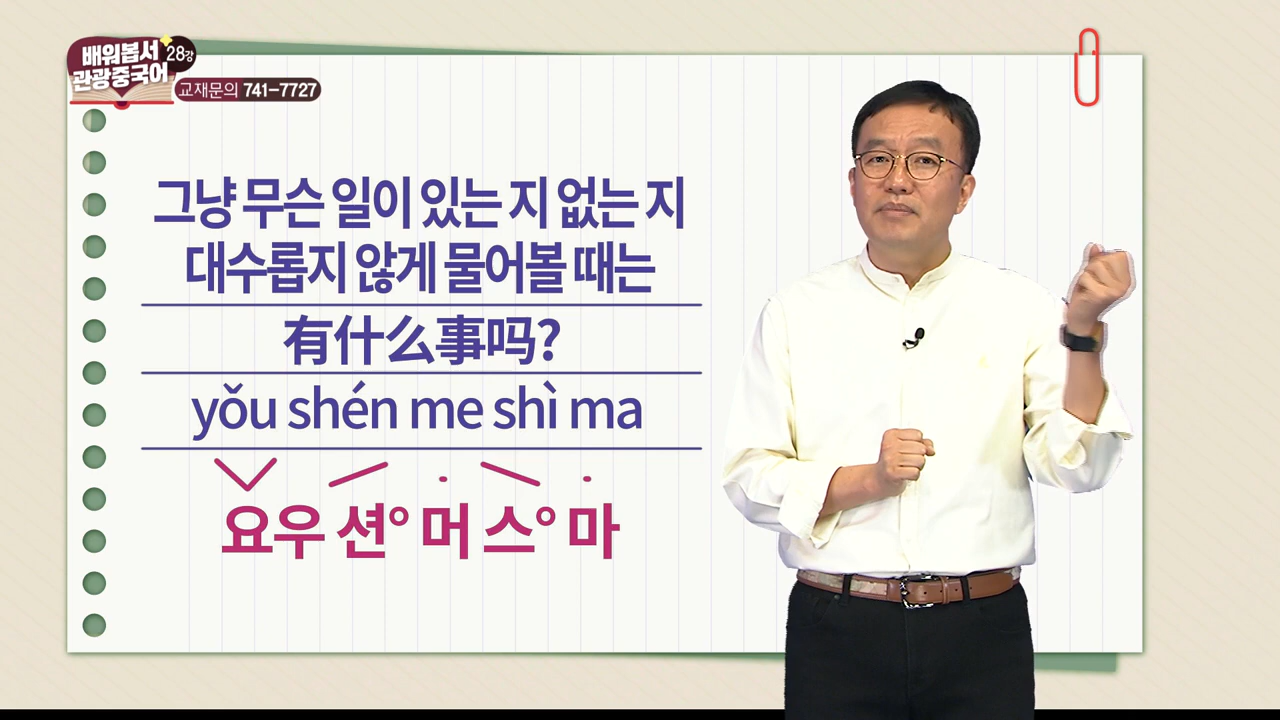 배워봅서 28강
관광중국어
교재문의 741-7727
그냥 무슨 일이 있는 지 없는 지
대수롭지 않게 물어볼 때는
有什么事吗?
yǒu shén me shì ma
요우 션° 머 스° 마